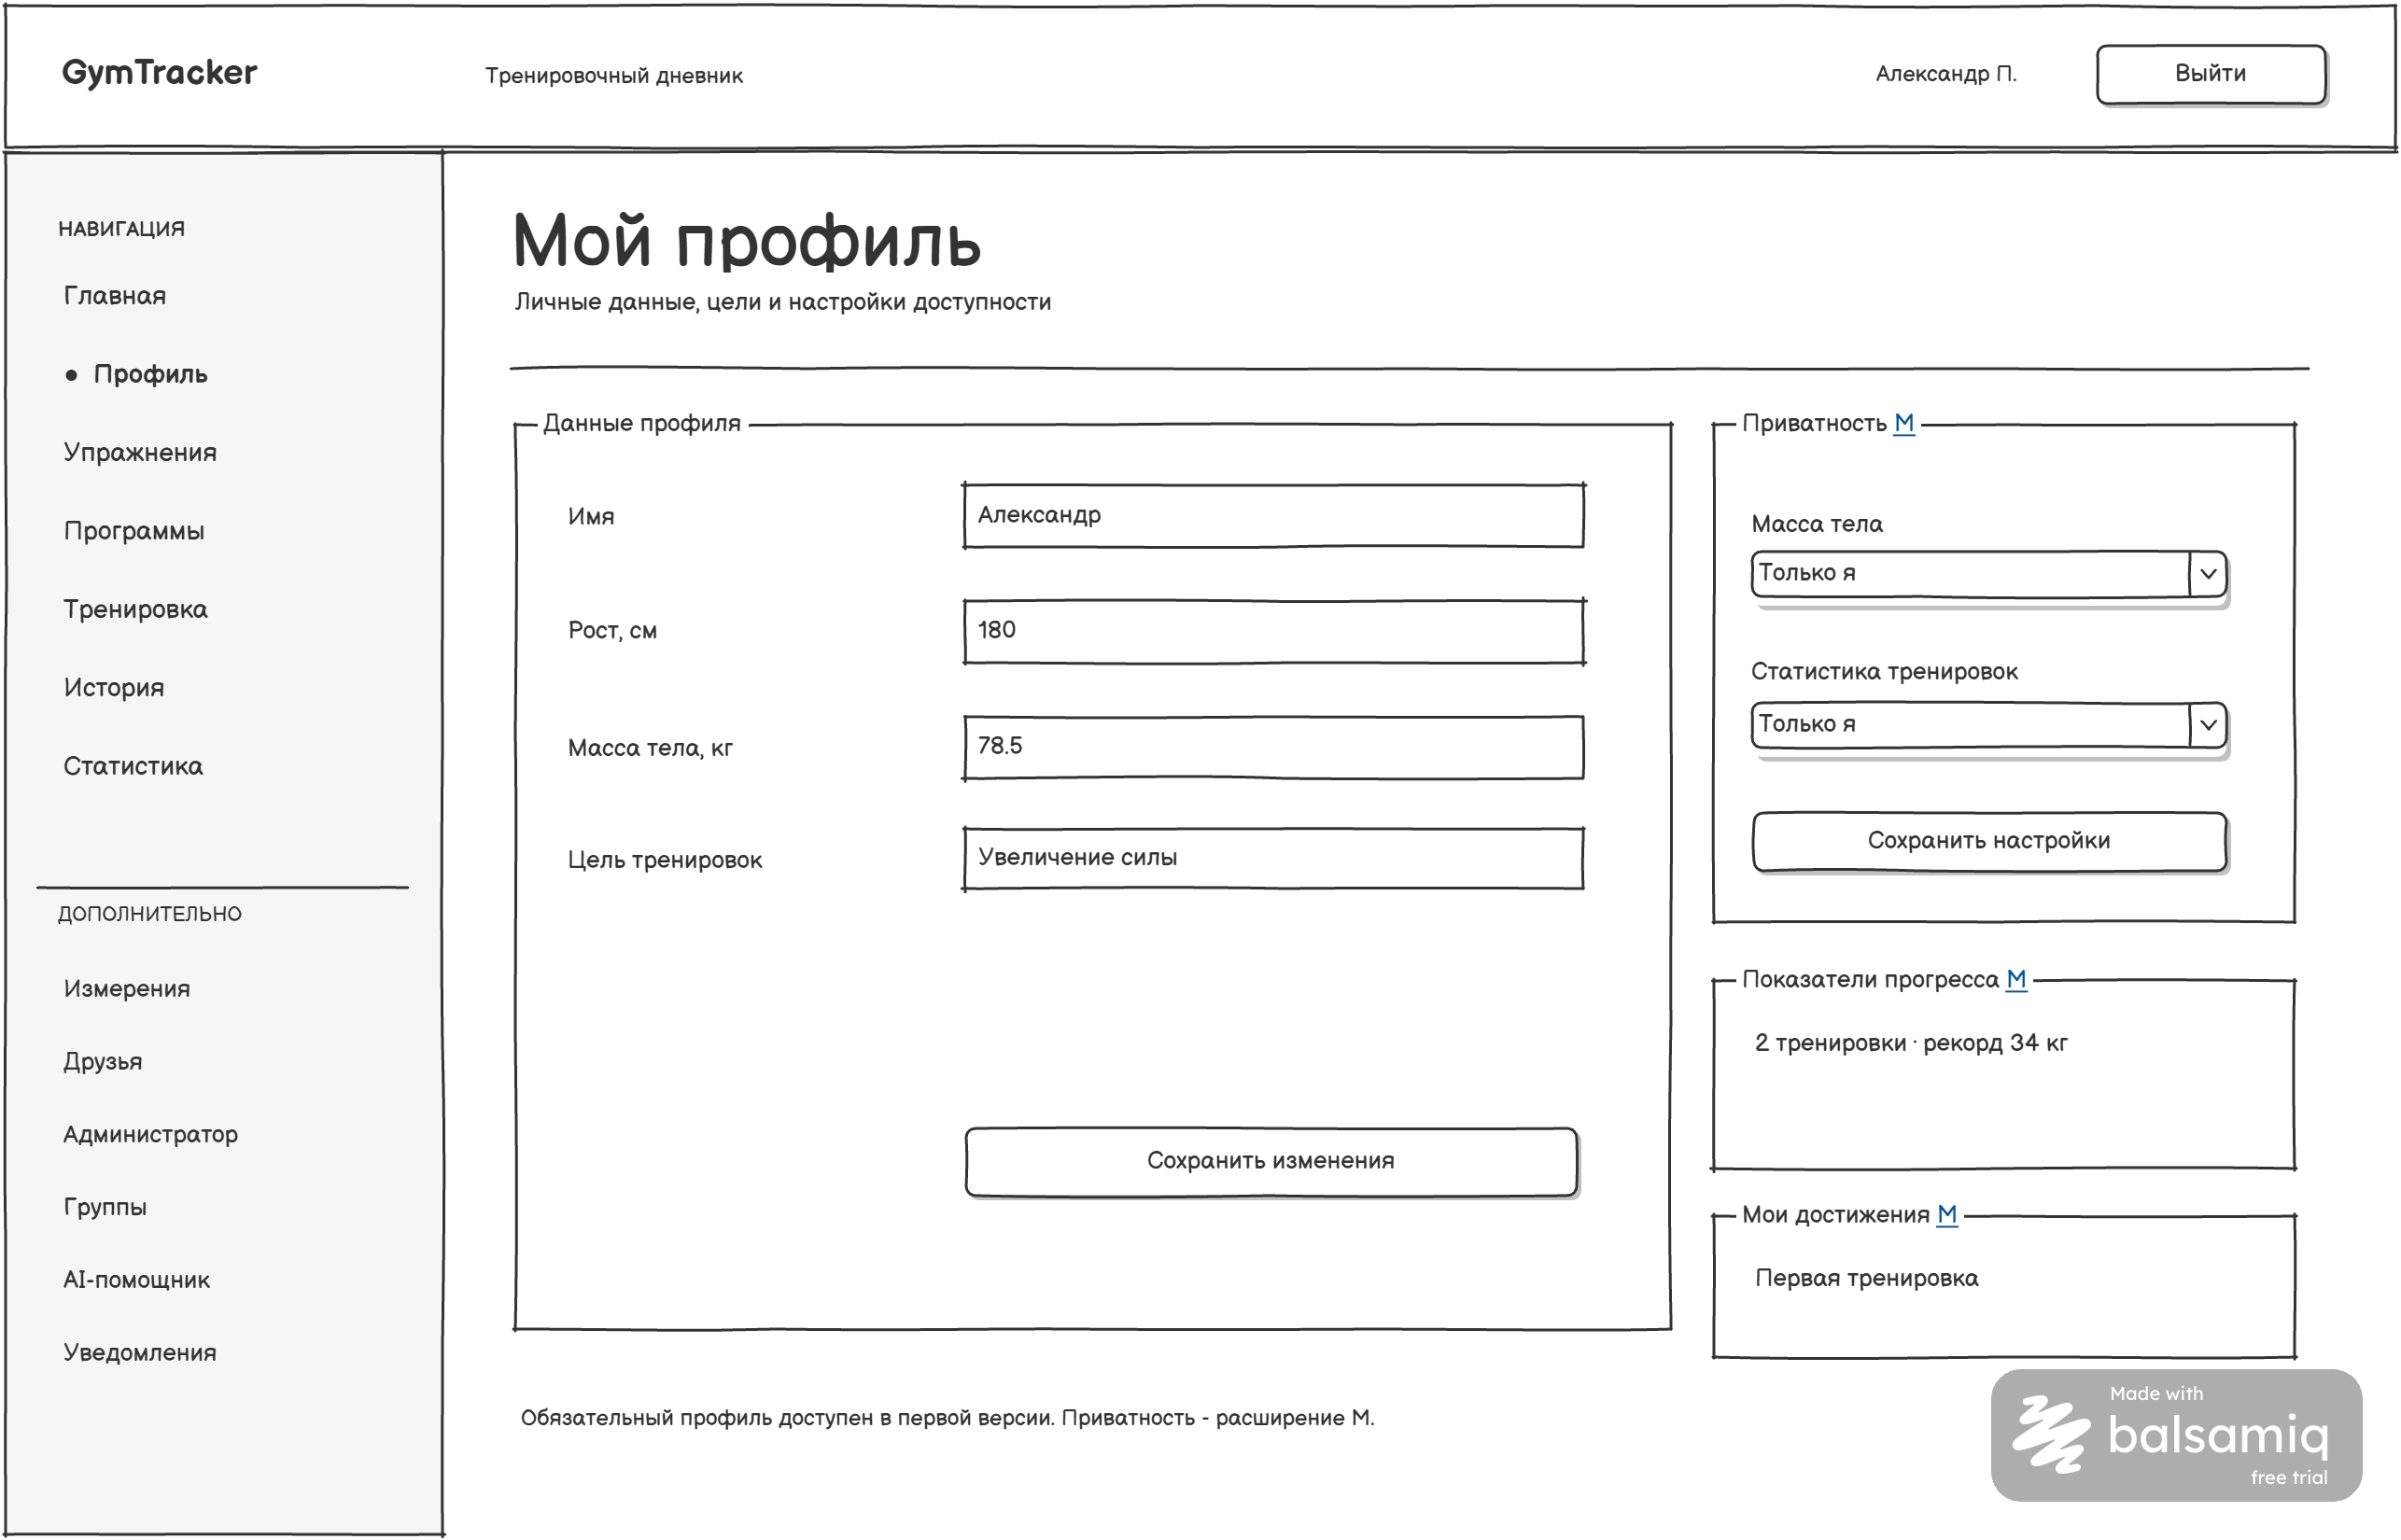 GymTracker
Тренировочный дневник
Александр П.
Выйти
НАВИГАЦИЯ
Главная
• Профиль
Упражнения
Программы
Тренировка
История
Статистика
ДОПОЛНИТЕЛЬНО
Измерения
Друзья
Администратор
Группы
AI-помощник
Уведомления
Мой профиль
Личные данные, цели и настройки доступности
Данные профиля
Имя
Александр
Рост, см
180
Масса тела, кг
78.5
Цель тренировок
Увеличение силы
Сохранить изменения
Приватность М
Масса тела
Только я
Статистика тренировок
Только я
Сохранить настройки
Показатели прогресса М
2 тренировки · рекорд 34 кг
Мои достижения М
Первая тренировка
Обязательный профиль доступен в первой версии. Приватность - расширение М.
Made with
balsamiq
free trial